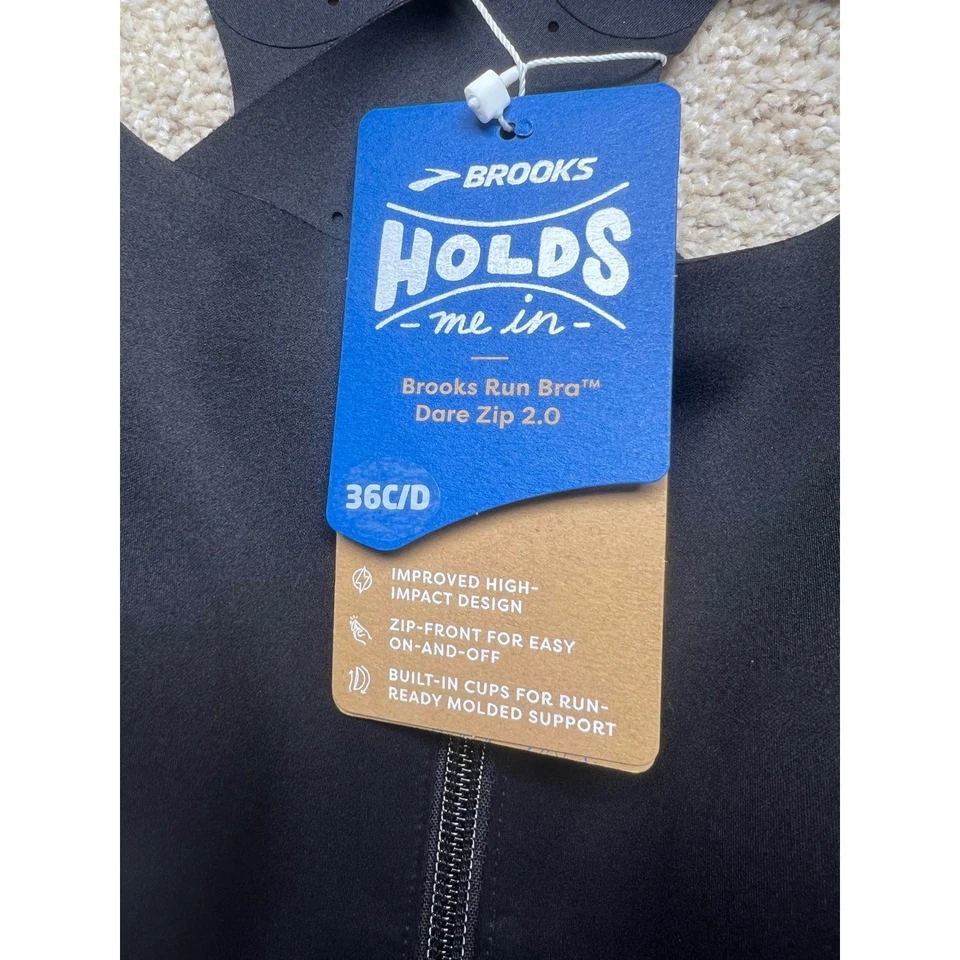 BROOKS
HOLDS
- me in -
Brooks Run Bra™
Dare Zip 2.0
36C/D
IMPROVED HIGH-
IMPACT DESIGN
ZIP-FRONT FOR EASY
ON-AND-OFF
BUILT-IN CUPS FOR RUN-
READY MOLDED SUPPORT